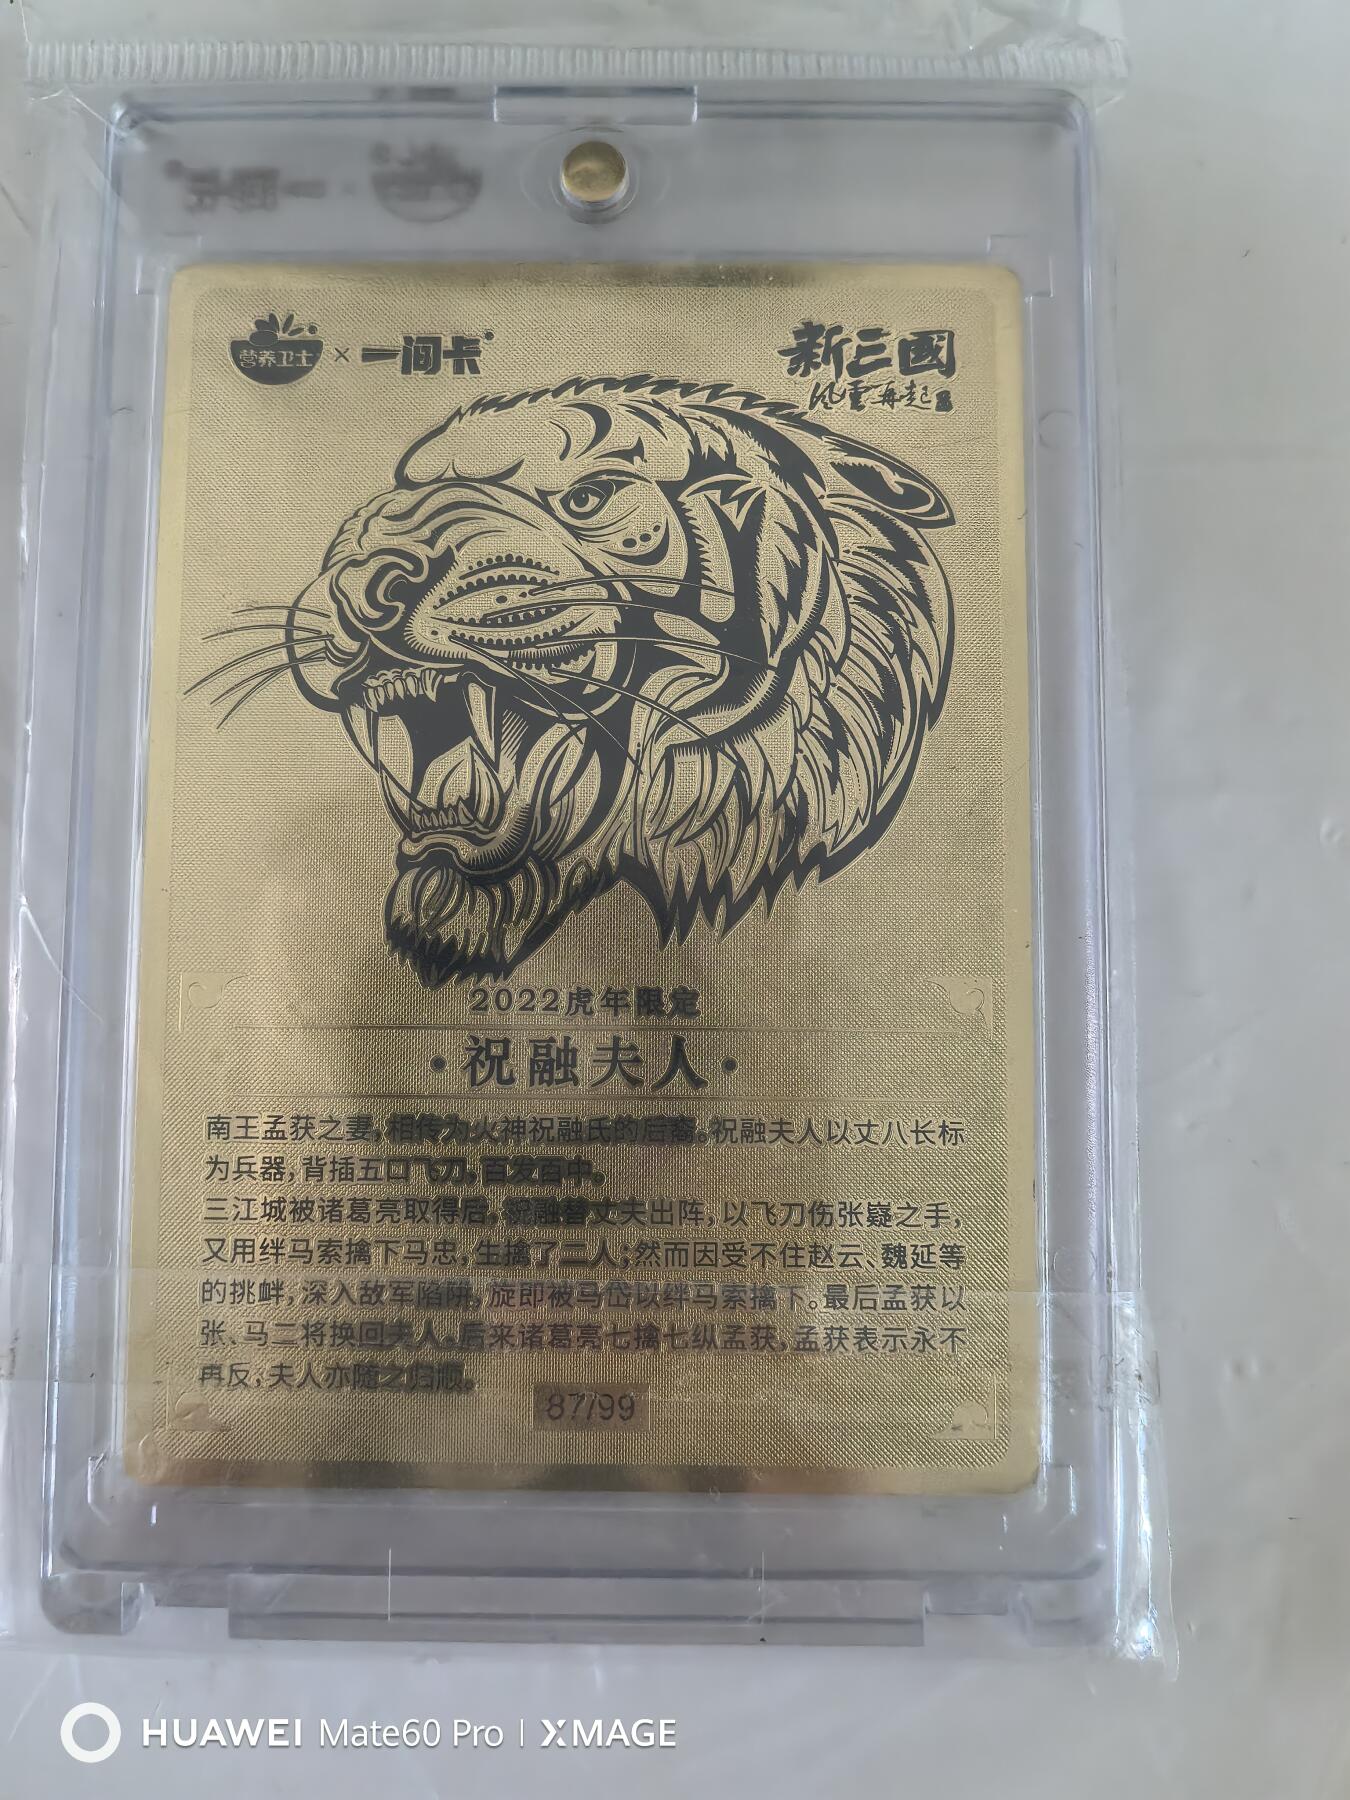 营养卫士 × 一间卡
新三國
风雲再起
2022虎年限定
·祝融夫人·
南王孟获之妻,相传为火神祝融氏的后裔。祝融夫人以丈八长标
为兵器,背插五口飞刀,百发百中。
三江城被诸葛亮取得后,祝融替丈夫出阵,以飞刀伤张嶷之手,
又用绊马索擒下马忠,生擒了二人;然而因受不住赵云、魏延等
的挑衅,深入敌军陷阱,旋即被马岱以绊马索擒下。最后孟获以
张、马二将换回夫人。后来诸葛亮七擒七纵孟获,孟获表示永不
再反,夫人亦随之归顺。
87/99
HUAWEI Mate60 Pro | XMAGE